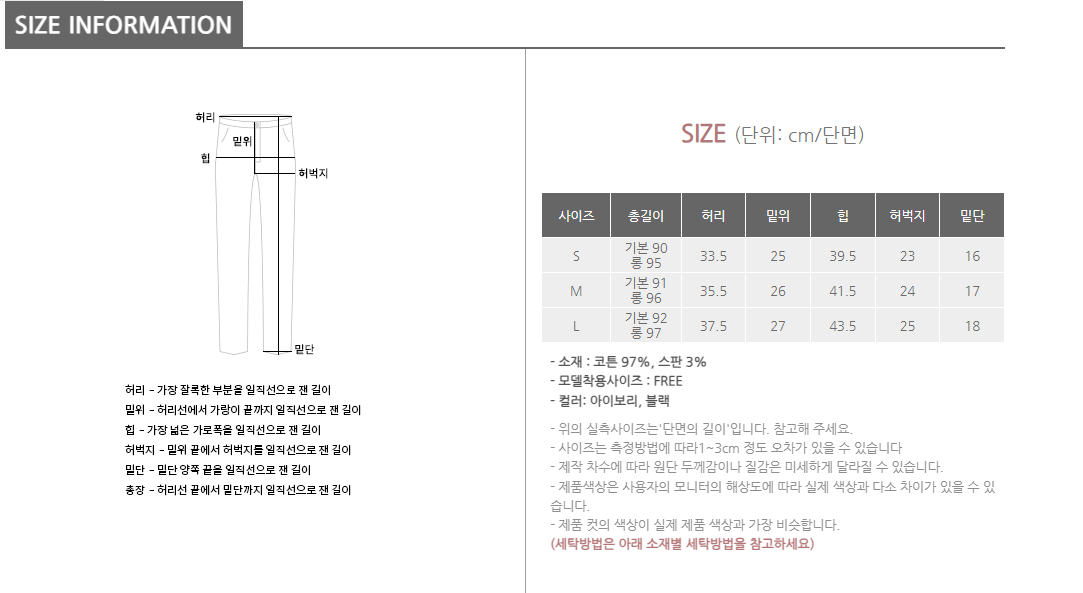 SIZE INFORMATION
허리
밑위
힙
허벅지
밑단
허리 - 가장 잘록한 부분을 일직선으로 잰 길이
밑위 - 허리선에서 가랑이 끝까지 일직선으로 잰 길이
힙 - 가장 넓은 가로폭을 일직선으로 잰 길이
허벅지 - 밑위 끝에서 허벅지를 일직선으로 잰 길이
밑단 - 밑단 양쪽 끝을 일직선으로 잰 길이
총장 - 허리선 끝에서 밑단까지 일직선으로 잰 길이
SIZE (단위: cm/단면)
사이즈 총길이 허리 밑위 힙 허벅지 밑단
S 기본 90 롱 95 33.5 25 39.5 23 16
M 기본 91 롱 96 35.5 26 41.5 24 17
L 기본 92 롱 97 37.5 27 43.5 25 18
- 소재 : 코튼 97%, 스판 3%
- 모델착용사이즈 : FREE
- 컬러: 아이보리, 블랙
- 위의 실측사이즈는'단면의 길이'입니다. 참고해 주세요.
- 사이즈는 측정방법에 따라1~3cm 정도 오차가 있을 수 있습니다
- 제작 차수에 따라 원단 두께감이나 질감은 미세하게 달라질 수 있습니다.
- 제품색상은 사용자의 모니터의 해상도에 따라 실제 색상과 다소 차이가 있을 수 있
습니다.
- 제품 컷의 색상이 실제 제품 색상과 가장 비슷합니다.
(세탁방법은 아래 소재별 세탁방법을 참고하세요)